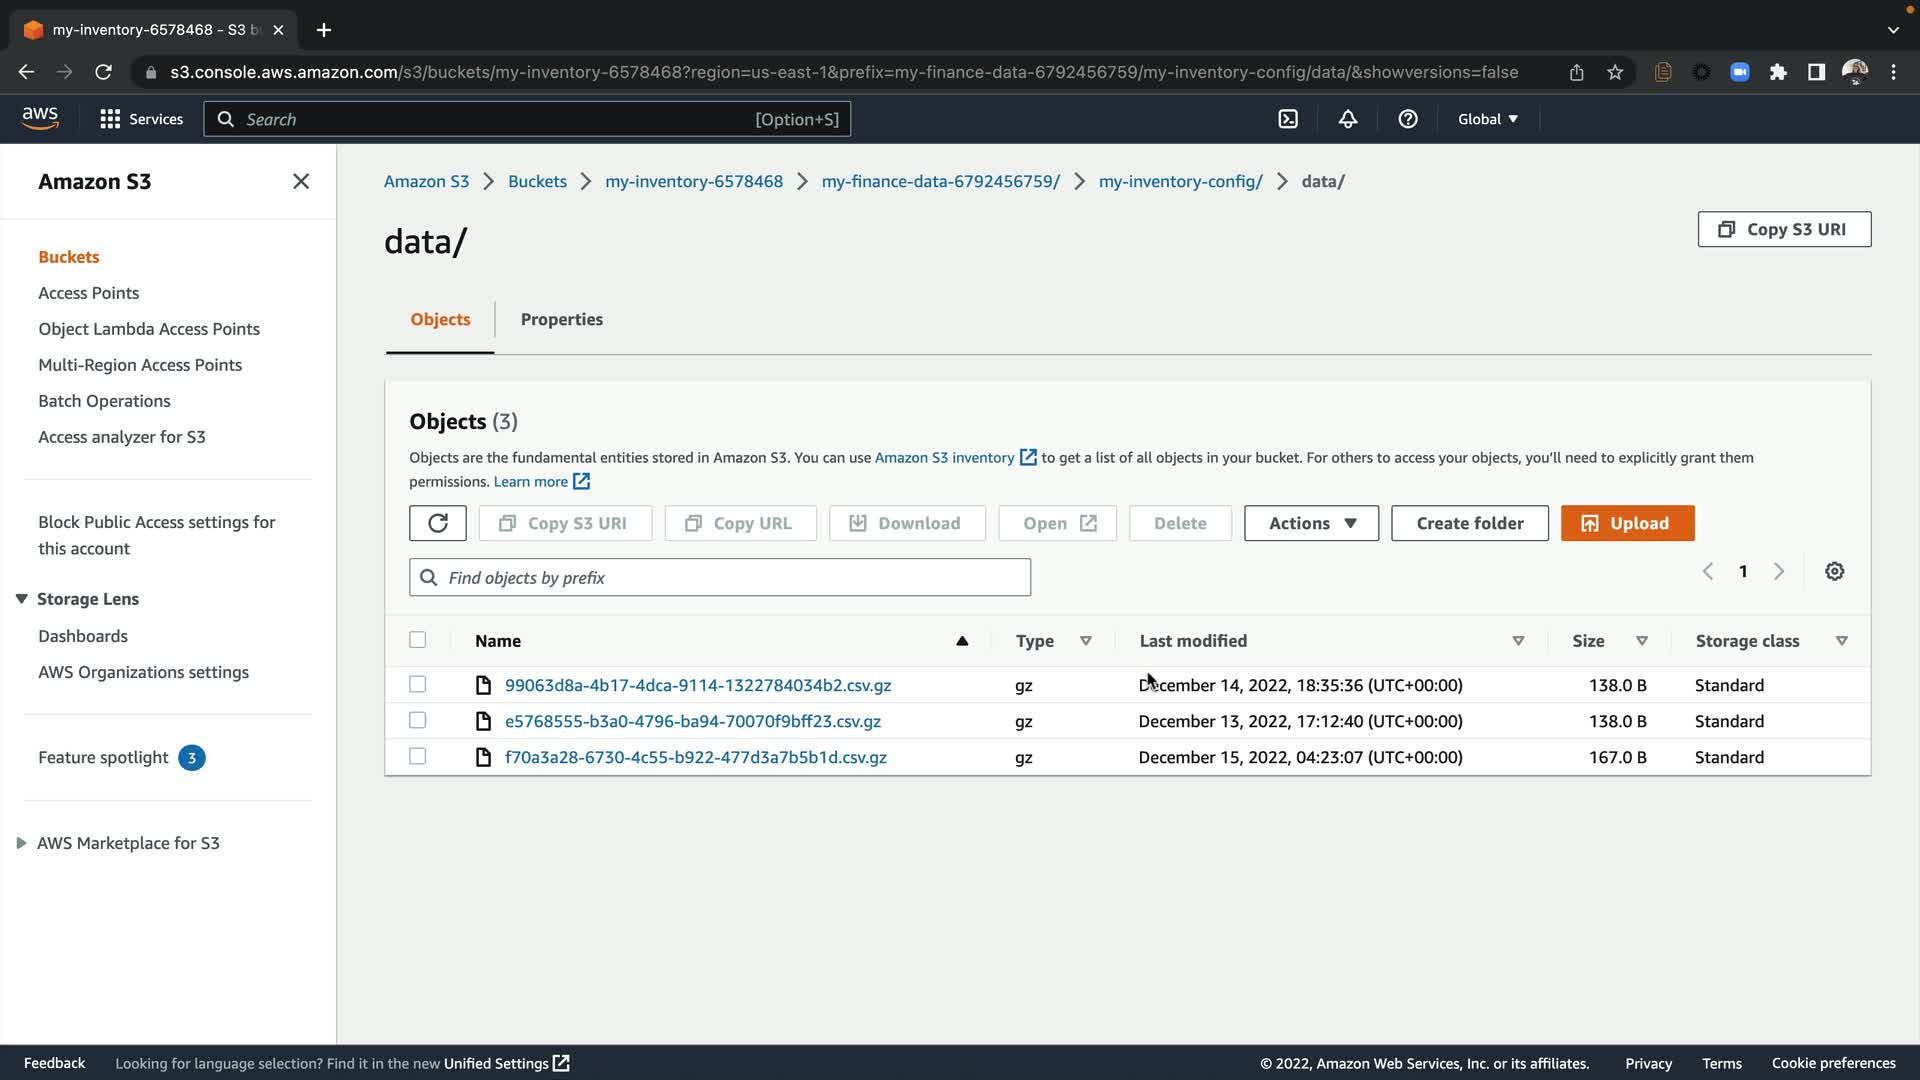 my-inventory-6578468 - S3 b
s3.console.aws.amazon.com/s3/buckets/my-inventory-6578468?region=us-east-1&prefix=my-finance-data-6792456759/my-inventory-config/data/&showversions=false
aws
Services
Search
[Option+S]
Global
Amazon S3
Amazon S3
Buckets
my-inventory-6578468
my-finance-data-6792456759/
my-inventory-config/
data/
data/
Copy S3 URI
Buckets
Access Points
Object Lambda Access Points
Multi-Region Access Points
Batch Operations
Access analyzer for S3
Block Public Access settings for
this account
Storage Lens
Dashboards
AWS Organizations settings
Feature spotlight 3
AWS Marketplace for S3
Objects
Properties
Objects (3)
Objects are the fundamental entities stored in Amazon S3. You can use Amazon S3 inventory to get a list of all objects in your bucket. For others to access your objects, you'll need to explicitly grant them
permissions. Learn more
Copy S3 URI
Copy URL
Download
Open
Delete
Actions
Create folder
Upload
Find objects by prefix
1
Name Type Last modified Size Storage class
99063d8a-4b17-4dca-9114-1322784034b2.csv.gz gz December 14, 2022, 18:35:36 (UTC+00:00) 138.0 B Standard
e5768555-b3a0-4796-ba94-70070f9bff23.csv.gz gz December 13, 2022, 17:12:40 (UTC+00:00) 138.0 B Standard
f70a3a28-6730-4c55-b922-477d3a7b5b1d.csv.gz gz December 15, 2022, 04:23:07 (UTC+00:00) 167.0 B Standard
Feedback
Looking for language selection? Find it in the new Unified Settings
© 2022, Amazon Web Services, Inc. or its affiliates.
Privacy
Terms
Cookie preferences